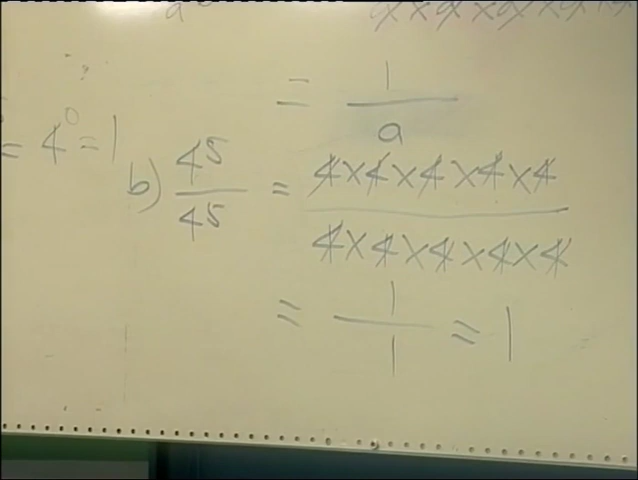 = 1/a
= 4⁰ = 1
b) 4⁵/4⁵ = 4×4×4×4×4/4×4×4×4×4
= 1/1 = 1